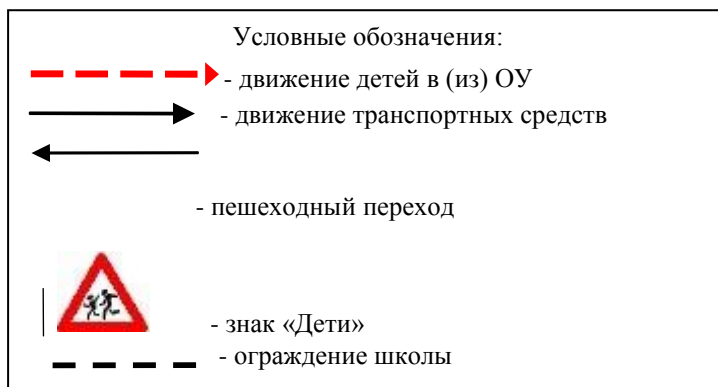 Условные обозначения:
- движение детей в (из) ОУ
- движение транспортных средств
- пешеходный переход
- знак «Дети»
- ограждение школы